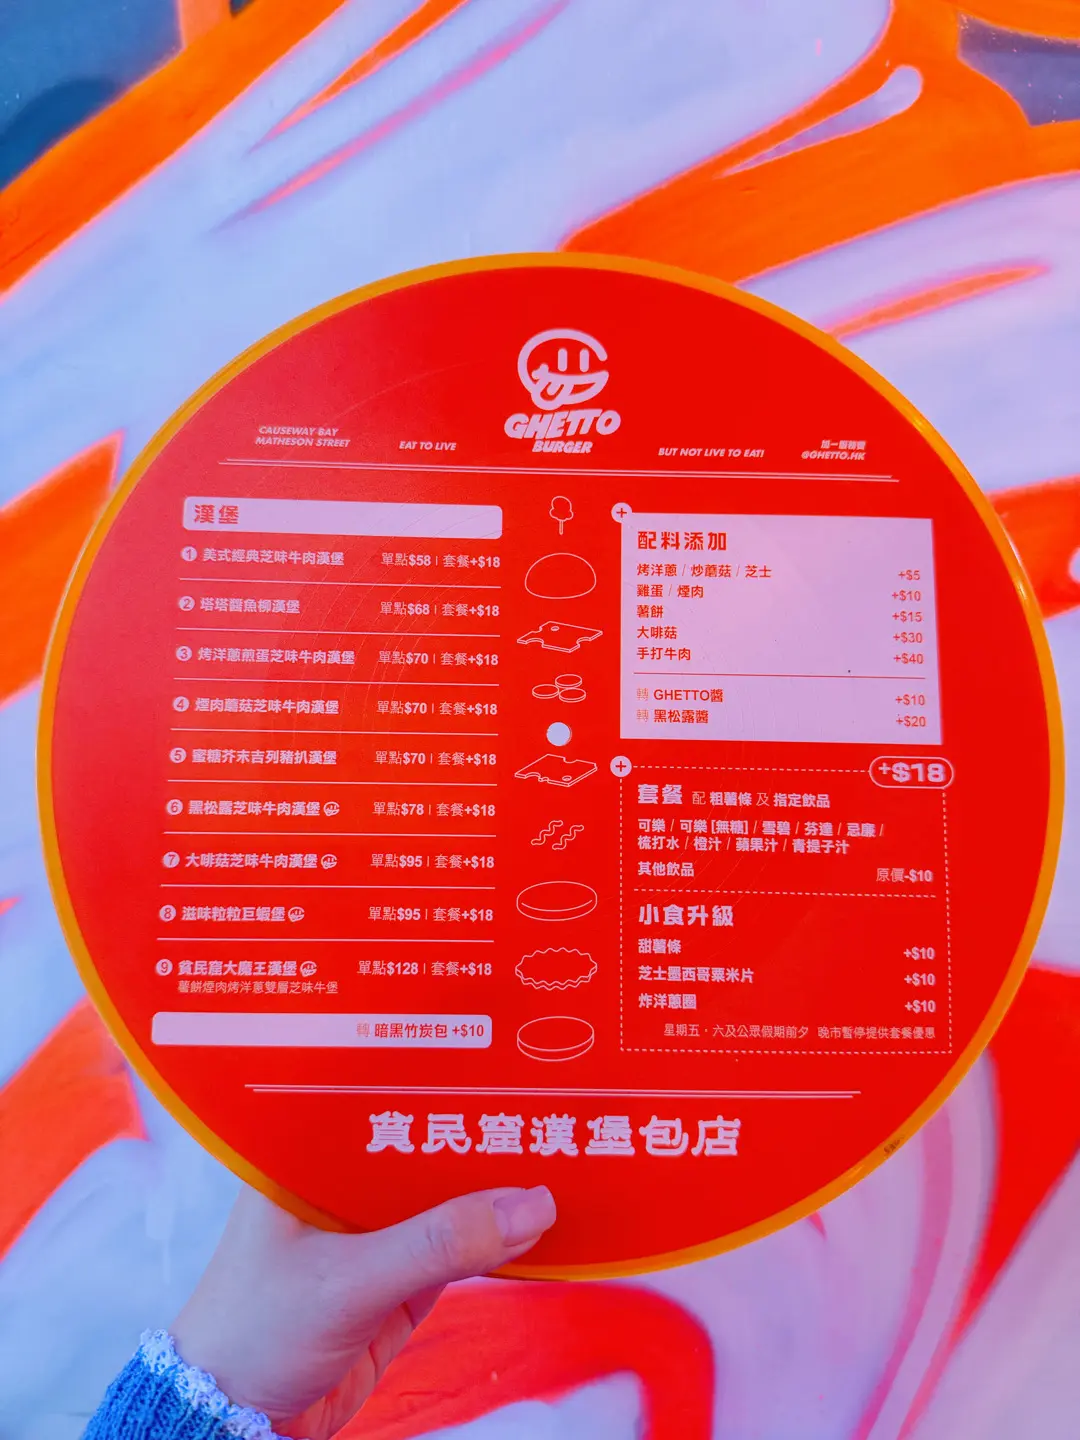 GHETTO
BURGER
CAUSEWAY BAY
MATHESON STREET
EAT TO LIVE
BUT NOT LIVE TO EAT!
@GHETTO.HK
漢堡
1 美式經典芝味牛肉漢堡 單點$58 | 套餐+$18
2 塔塔醬魚柳漢堡 單點$68 | 套餐+$18
3 烤洋蔥煎蛋芝味牛肉漢堡 單點$70 | 套餐+$18
4 煙肉蘑菇芝味牛肉漢堡 單點$70 | 套餐+$18
5 蜜糖芥末吉列豬扒漢堡 單點$70 | 套餐+$18
6 黑松露芝味牛肉漢堡 單點$78 | 套餐+$18
7 大啡菇芝味牛肉漢堡 單點$95 | 套餐+$18
8 滋味粒粒巨蝦堡 單點$95 | 套餐+$18
9 貧民窟大魔王漢堡 單點$128 | 套餐+$18
薯餅煙肉烤洋蔥雙層芝味牛堡
轉 暗黑竹炭包 +$10
+
配料添加
烤洋蔥 / 炒蘑菇 / 芝士 +$5
雞蛋 / 煙肉 +$10
薯餅 +$15
大啡菇 +$30
手打牛肉 +$40
轉 GHETTO醬 +$10
轉 黑松露醬 +$20
+
+$18
套餐 配 粗薯條 及 指定飲品
可樂 / 可樂 [無糖] / 雪碧 / 芬達 / 忌廉 /
梳打水 / 橙汁 / 蘋果汁 / 青提子汁
其他飲品 原價-$10
小食升級
甜薯條 +$10
芝士墨西哥粟米片 +$10
炸洋蔥圈 +$10
星期五・六及公眾假期前夕 晚市暫停提供套餐優惠
貧民窟漢堡包店